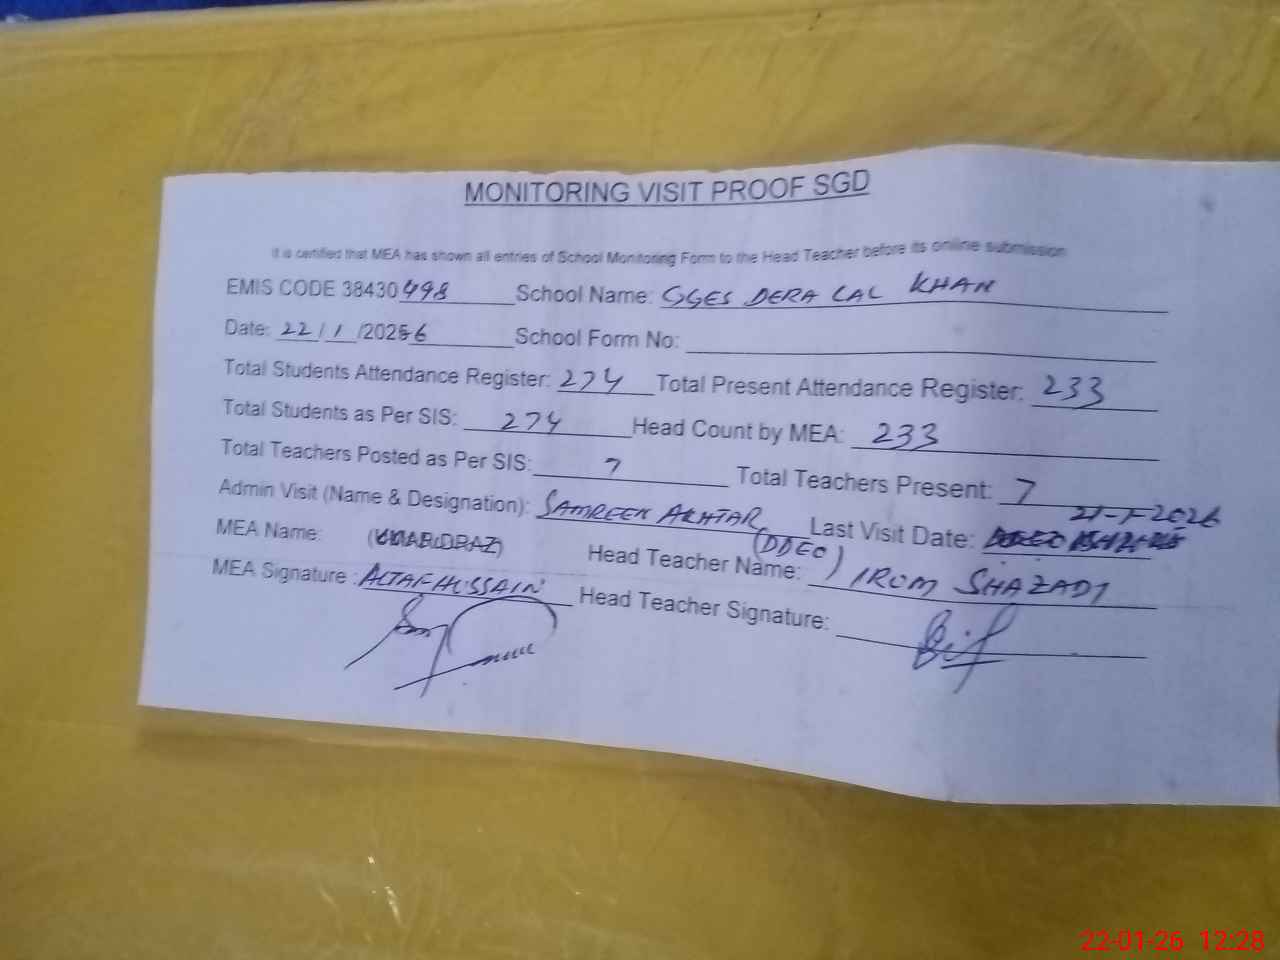 MONITORING VISIT PROOF SGD
It is certified that MEA has shown all entries of School Monitoring Form to the Head Teacher before its online submission
EMIS CODE 38430498 School Name: GGES DERA LAL KHAN
Date: 22/1/2026 School Form No:
Total Students Attendance Register: 274 Total Present Attendance Register: 233
Total Students as Per SIS: 274 Head Count by MEA: 233
Total Teachers Posted as Per SIS: 7 Total Teachers Present: 7
Admin Visit (Name & Designation): SAMREEN AKHTAR (DDEO) Last Visit Date: 21-1-2026
MEA Name: Head Teacher Name: IROM SHAZADI
MEA Signature: ALTAF HUSSAIN Head Teacher Signature:
22-01-26 12:28